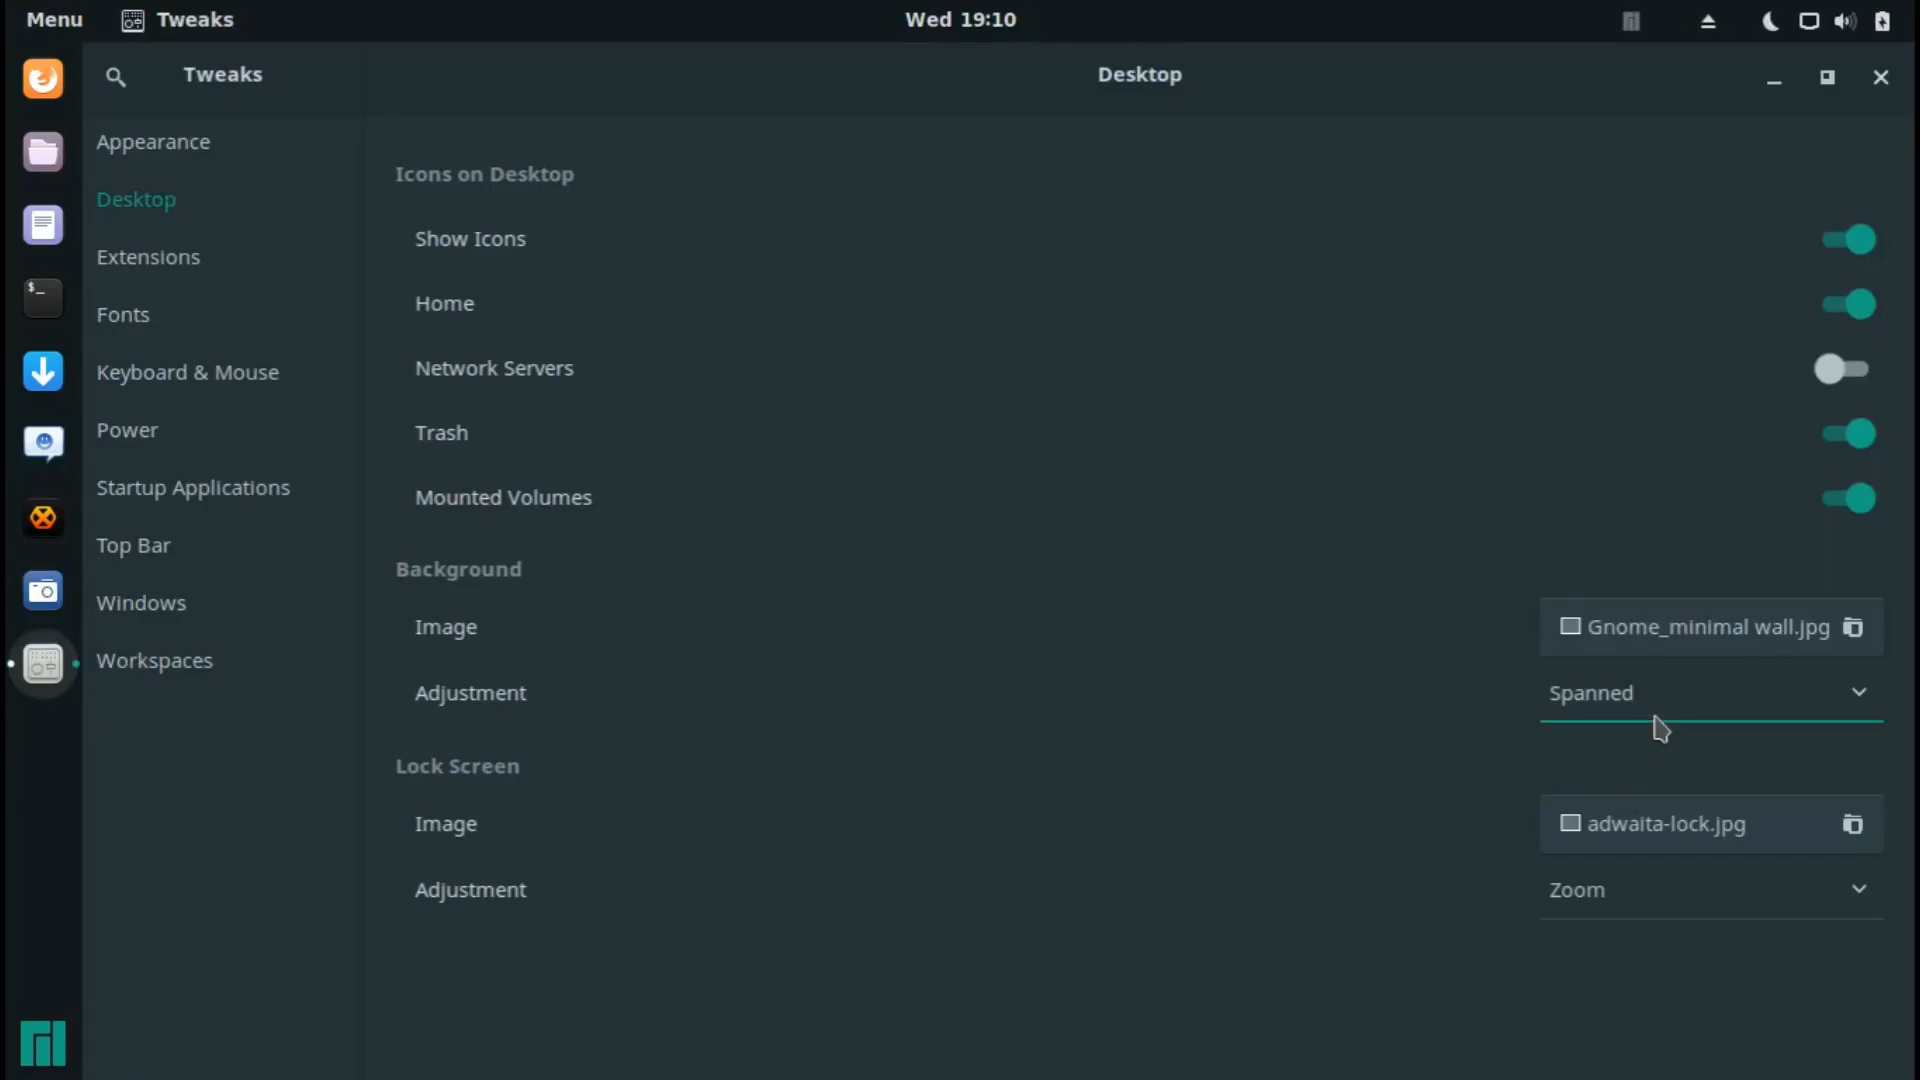 Menu Tweaks Wed 19:10
Tweaks Desktop
Appearance
Desktop
Extensions
Fonts
Keyboard & Mouse
Power
Startup Applications
Top Bar
Windows
Workspaces
Icons on Desktop
Show Icons
Home
Network Servers
Trash
Mounted Volumes
Background
Image Gnome_minimal wall.jpg
Adjustment Spanned
Lock Screen
Image adwaita-lock.jpg
Adjustment Zoom
$_